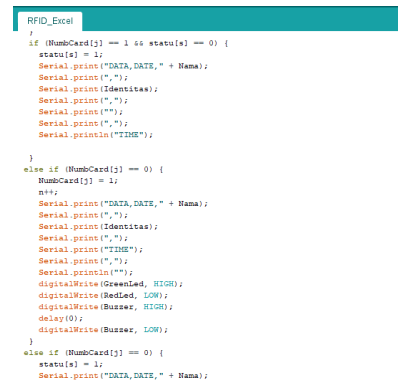 RFID_Excel
}
if (NumbCard[j] == 1 && statu[s] == 0) {
statu[s] = 1;
Serial.print("DATA,DATE," + Nama);
Serial.print(",");
Serial.print(Identitas);
Serial.print(",");
Serial.print("");
Serial.print(",");
Serial.println("TIME");
}
else if (NumbCard[j] == 0) {
NumbCard[j] = 1;
n++;
Serial.print("DATA,DATE," + Nama);
Serial.print(",");
Serial.print(Identitas);
Serial.print(",");
Serial.print("TIME");
Serial.print(",");
Serial.println("");
digitalWrite(GreenLed, HIGH);
digitalWrite(RedLed, LOW);
digitalWrite(Buzzer, HIGH);
delay(0);
digitalWrite(Buzzer, LOW);
}
else if (NumbCard[j] == 0) {
statu[s] = 1;
Serial.print("DATA,DATE," + Nama);